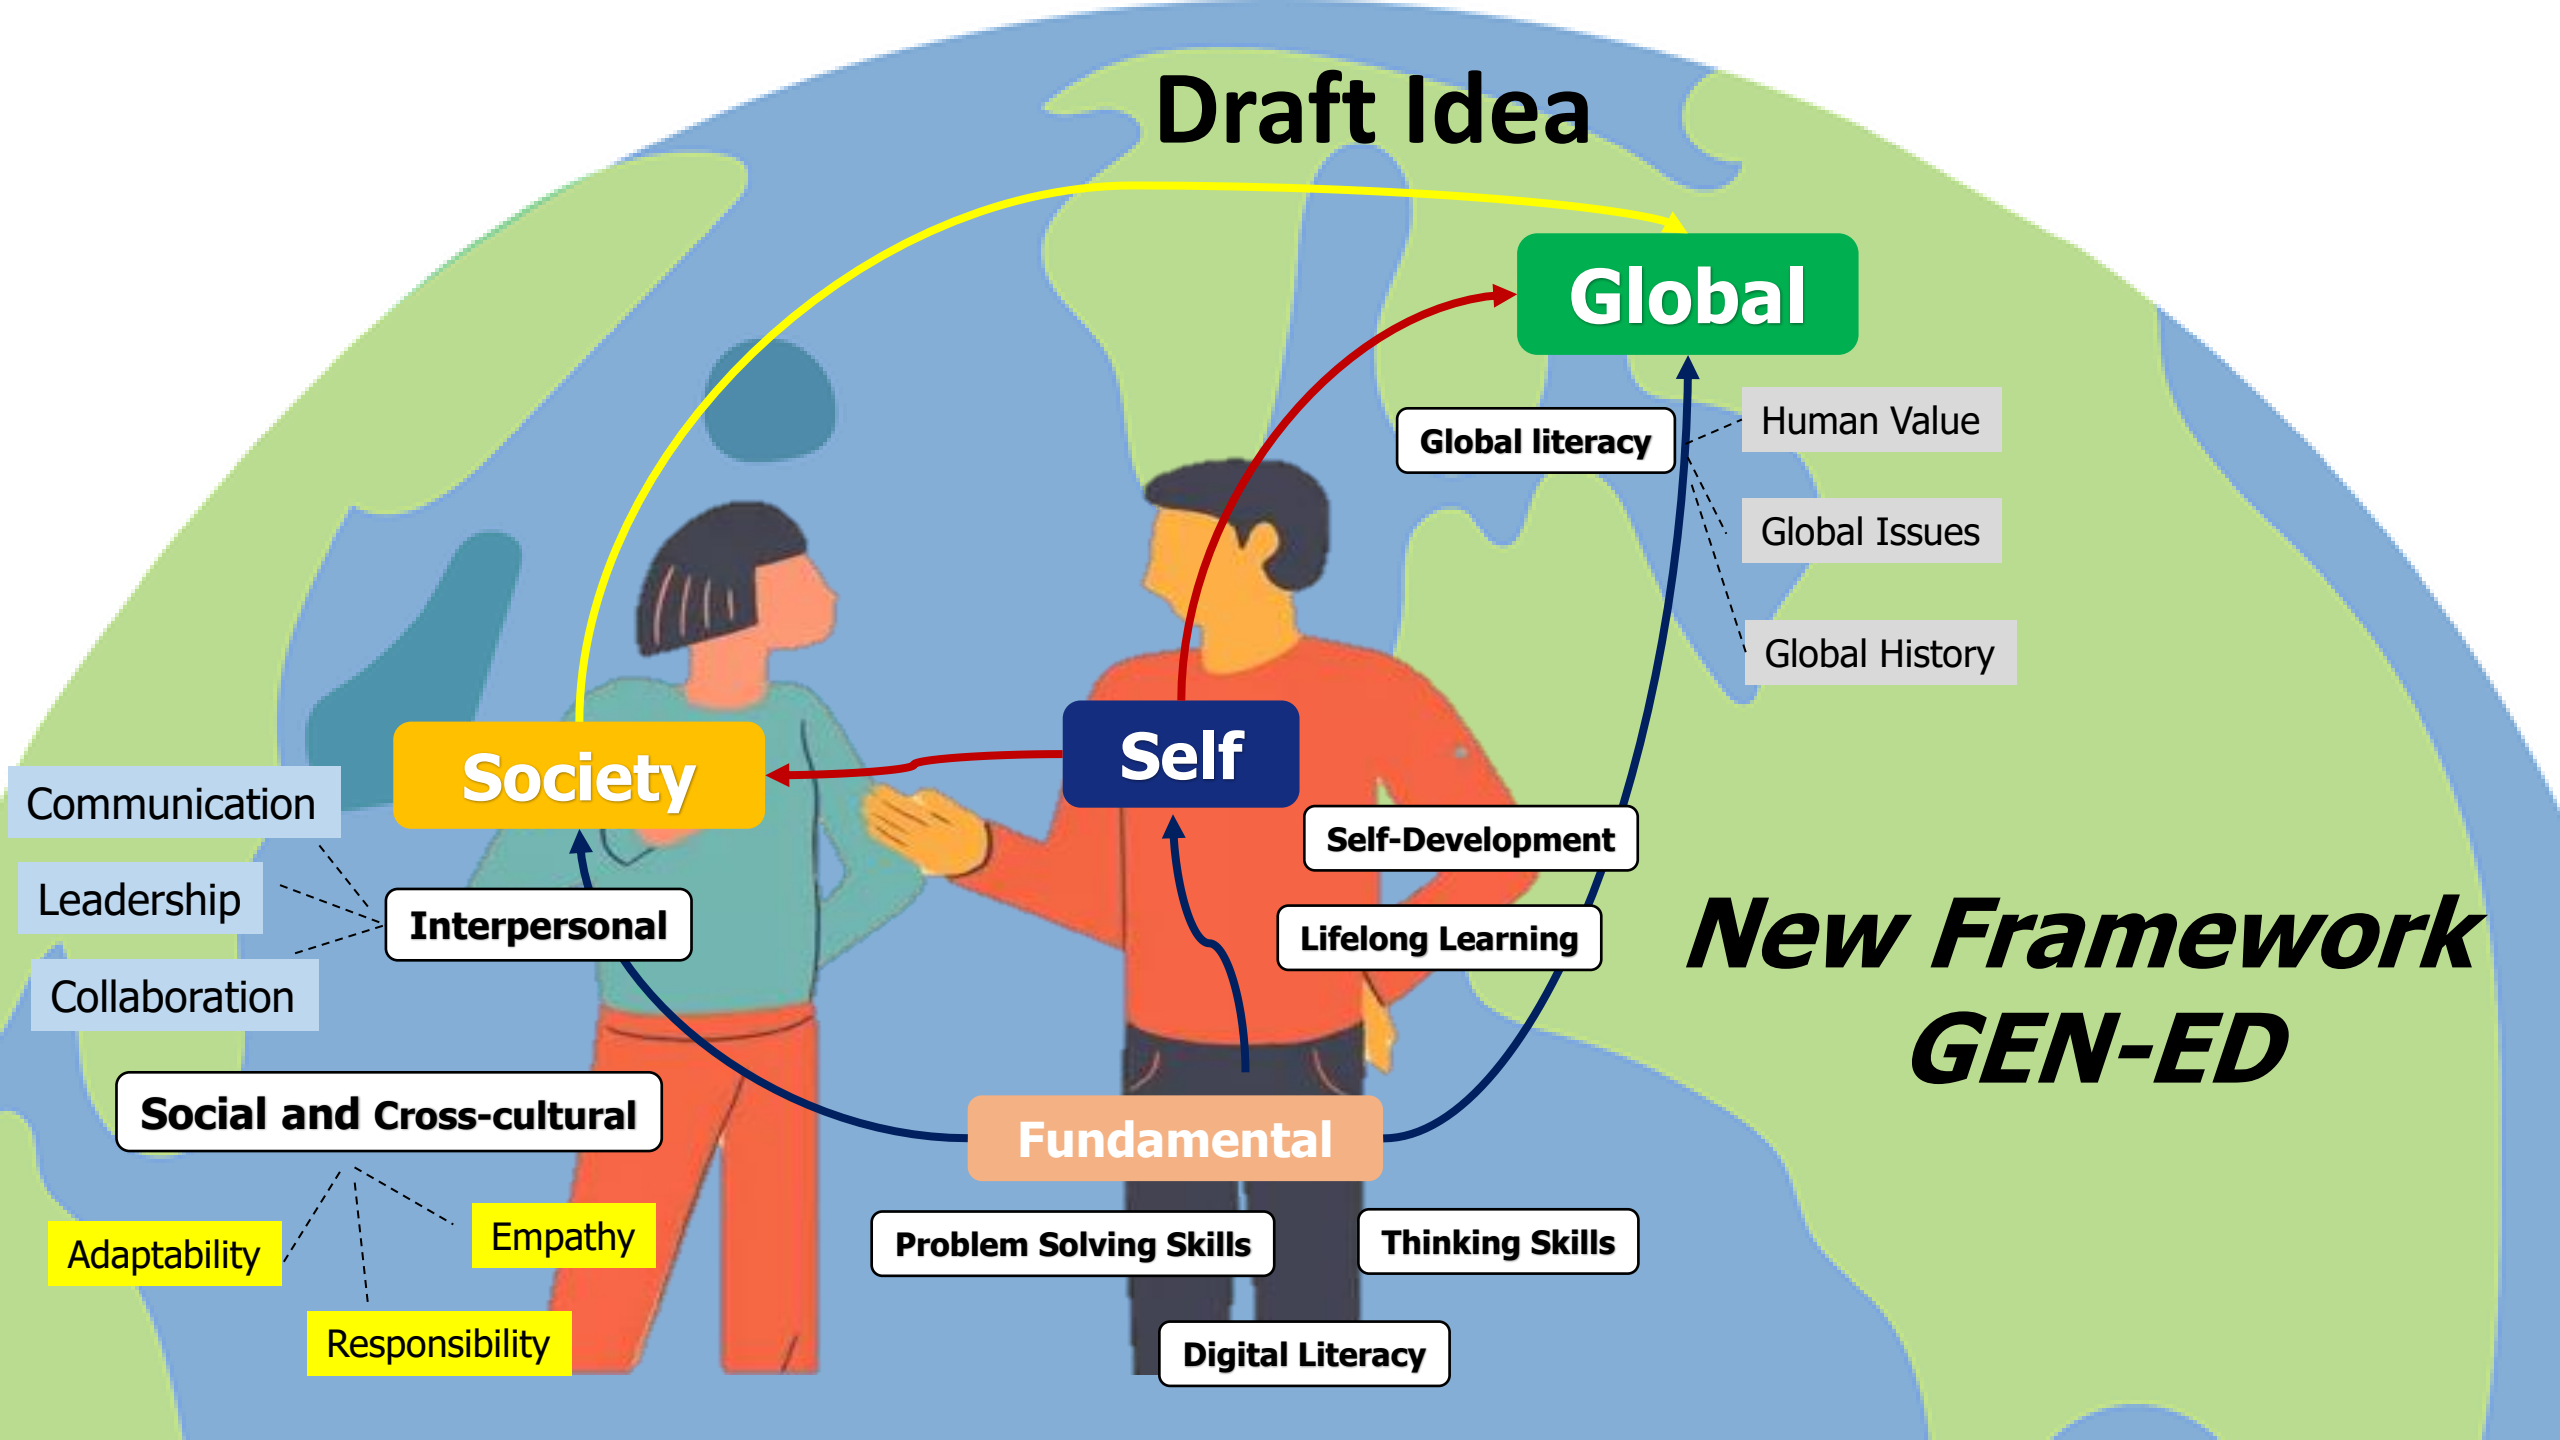 Draft Idea
Global
Global literacy
Human Value
Global Issues
Global History
Society
Self
Communication
Leadership
Collaboration
Interpersonal
Self-Development
Lifelong Learning
New Framework
GEN-ED
Social and Cross-cultural
Fundamental
Adaptability
Empathy
Responsibility
Problem Solving Skills
Thinking Skills
Digital Literacy